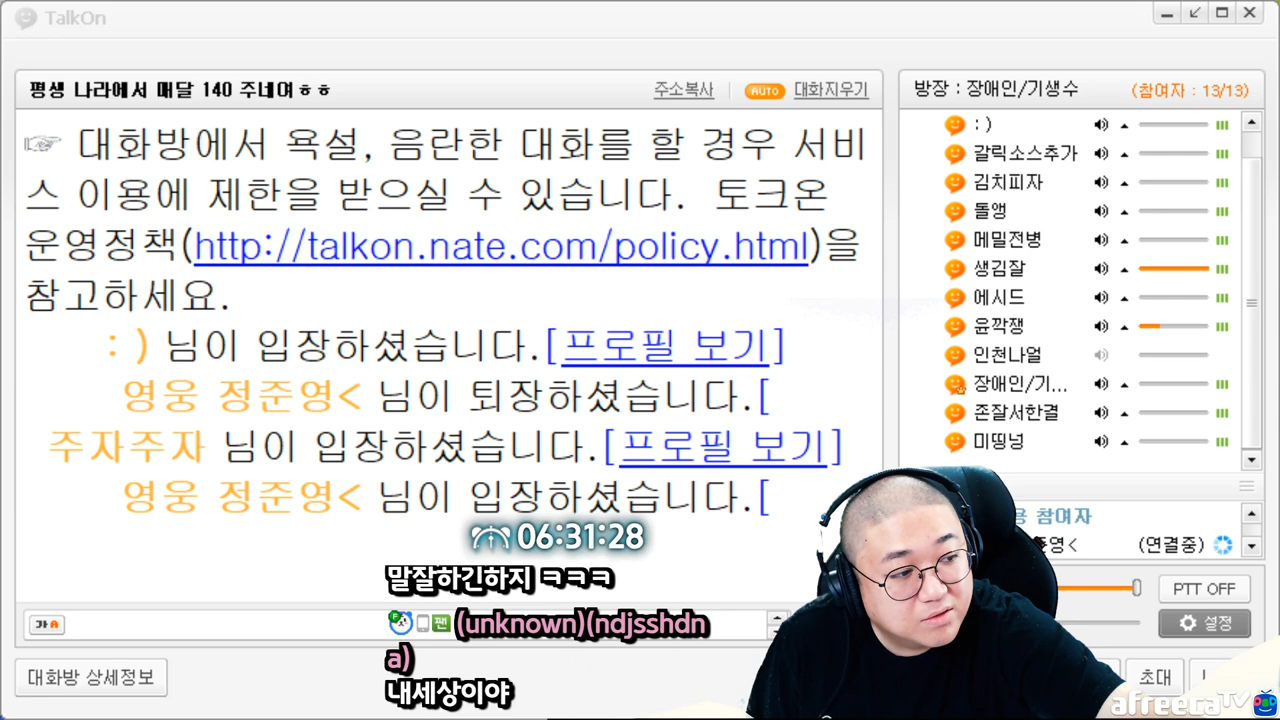 TalkOn
평생 나라에서 매달 140 주네여ㅎㅎ
주소복사
AUTO
대화지우기
☞ 대화방에서 욕설, 음란한 대화를 할 경우 서비
스 이용에 제한을 받으실 수 있습니다. 토크온
운영정책(http://talkon.nate.com/policy.html)을
참고하세요.
: ) 님이 입장하셨습니다.[프로필 보기]
영웅 정준영< 님이 퇴장하셨습니다.[
주자주자 님이 입장하셨습니다.[프로필 보기]
영웅 정준영< 님이 입장하셨습니다.[
06:31:28
말잘하긴하지 ㅋㅋㅋ
팬 (unknown)(ndjsshdn
a)
내세상이야
가A
대화방 상세정보
방장 : 장애인/기생수
(참여자 : 13/13)
: )
갈릭소스추가
김치피자
돌앵
메밀전병
생김잘
에시드
윤깍쟁
인천나얼
장애인/기...
존잘서한결
미띵넝
참여자
영<
(연결중)
PTT OFF
설정
초대
afreecaTV